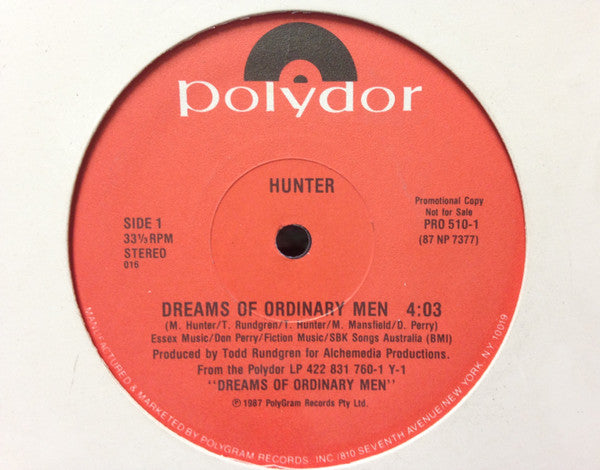 polydor
HUNTER
SIDE 1
33⅓ RPM
STEREO
016
Promotional Copy
Not for Sale
PRO 510-1
(87 NP 7377)
DREAMS OF ORDINARY MEN 4:03
(M. Hunter/T. Rundgren/T. Hunter/M. Mansfield/D. Perry)
Essex Music/Don Perry/Fiction Music/SBK Songs Australia (BMI)
Produced by Todd Rundgren for Alchemedia Productions.
From the Polydor LP 422 831 760-1 Y-1
"DREAMS OF ORDINARY MEN"
℗ 1987 PolyGram Records Pty Ltd.
MANUFACTURED & MARKETED BY POLYGRAM RECORDS INC (810 SEVENTH AVENUE/NEW YORK, N.Y. 10019